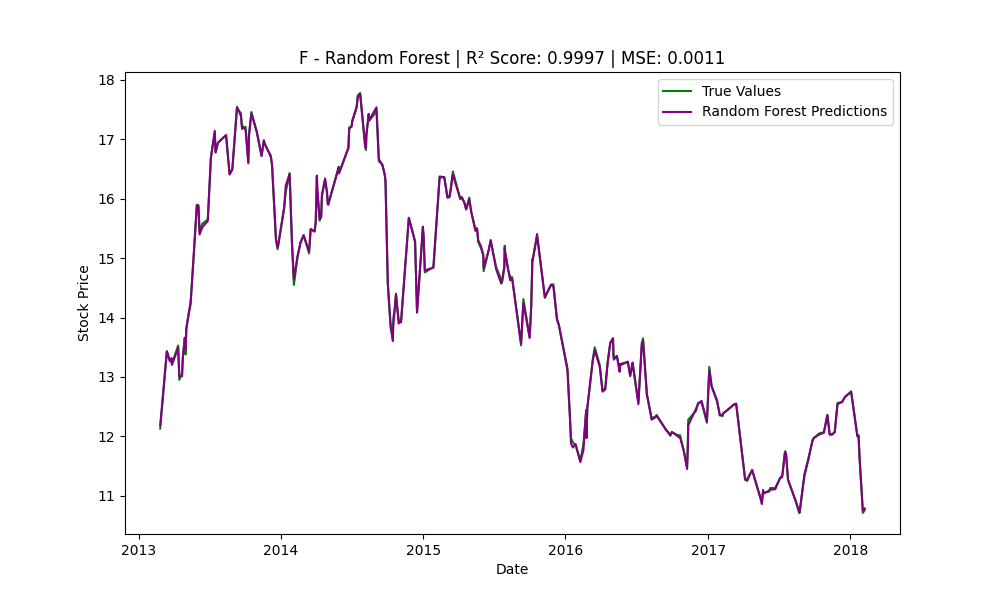 F - Random Forest | R² Score: 0.9997 | MSE: 0.0011
True Values
Random Forest Predictions
Stock Price
18
17
16
15
14
13
12
11
2013 2014 2015 2016 2017 2018
Date